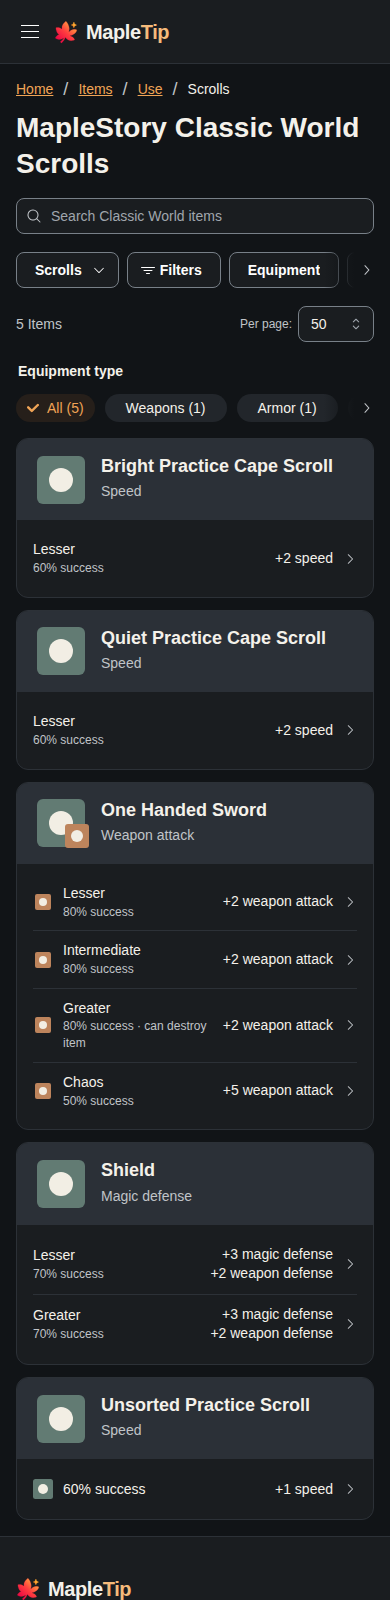 MapleTip
Home / Items / Use / Scrolls
MapleStory Classic World
Scrolls
Search Classic World items
Scrolls Filters Equipment
5 Items Per page: 50
Equipment type
All (5) Weapons (1) Armor (1)
Bright Practice Cape Scroll
Speed
Lesser
60% success
+2 speed
Quiet Practice Cape Scroll
Speed
Lesser
60% success
+2 speed
One Handed Sword
Weapon attack
Lesser
80% success
+2 weapon attack
Intermediate
80% success
+2 weapon attack
Greater
80% success · can destroy
item
+2 weapon attack
Chaos
50% success
+5 weapon attack
Shield
Magic defense
Lesser
70% success
+3 magic defense
+2 weapon defense
Greater
70% success
+3 magic defense
+2 weapon defense
Unsorted Practice Scroll
Speed
60% success +1 speed
MapleTip